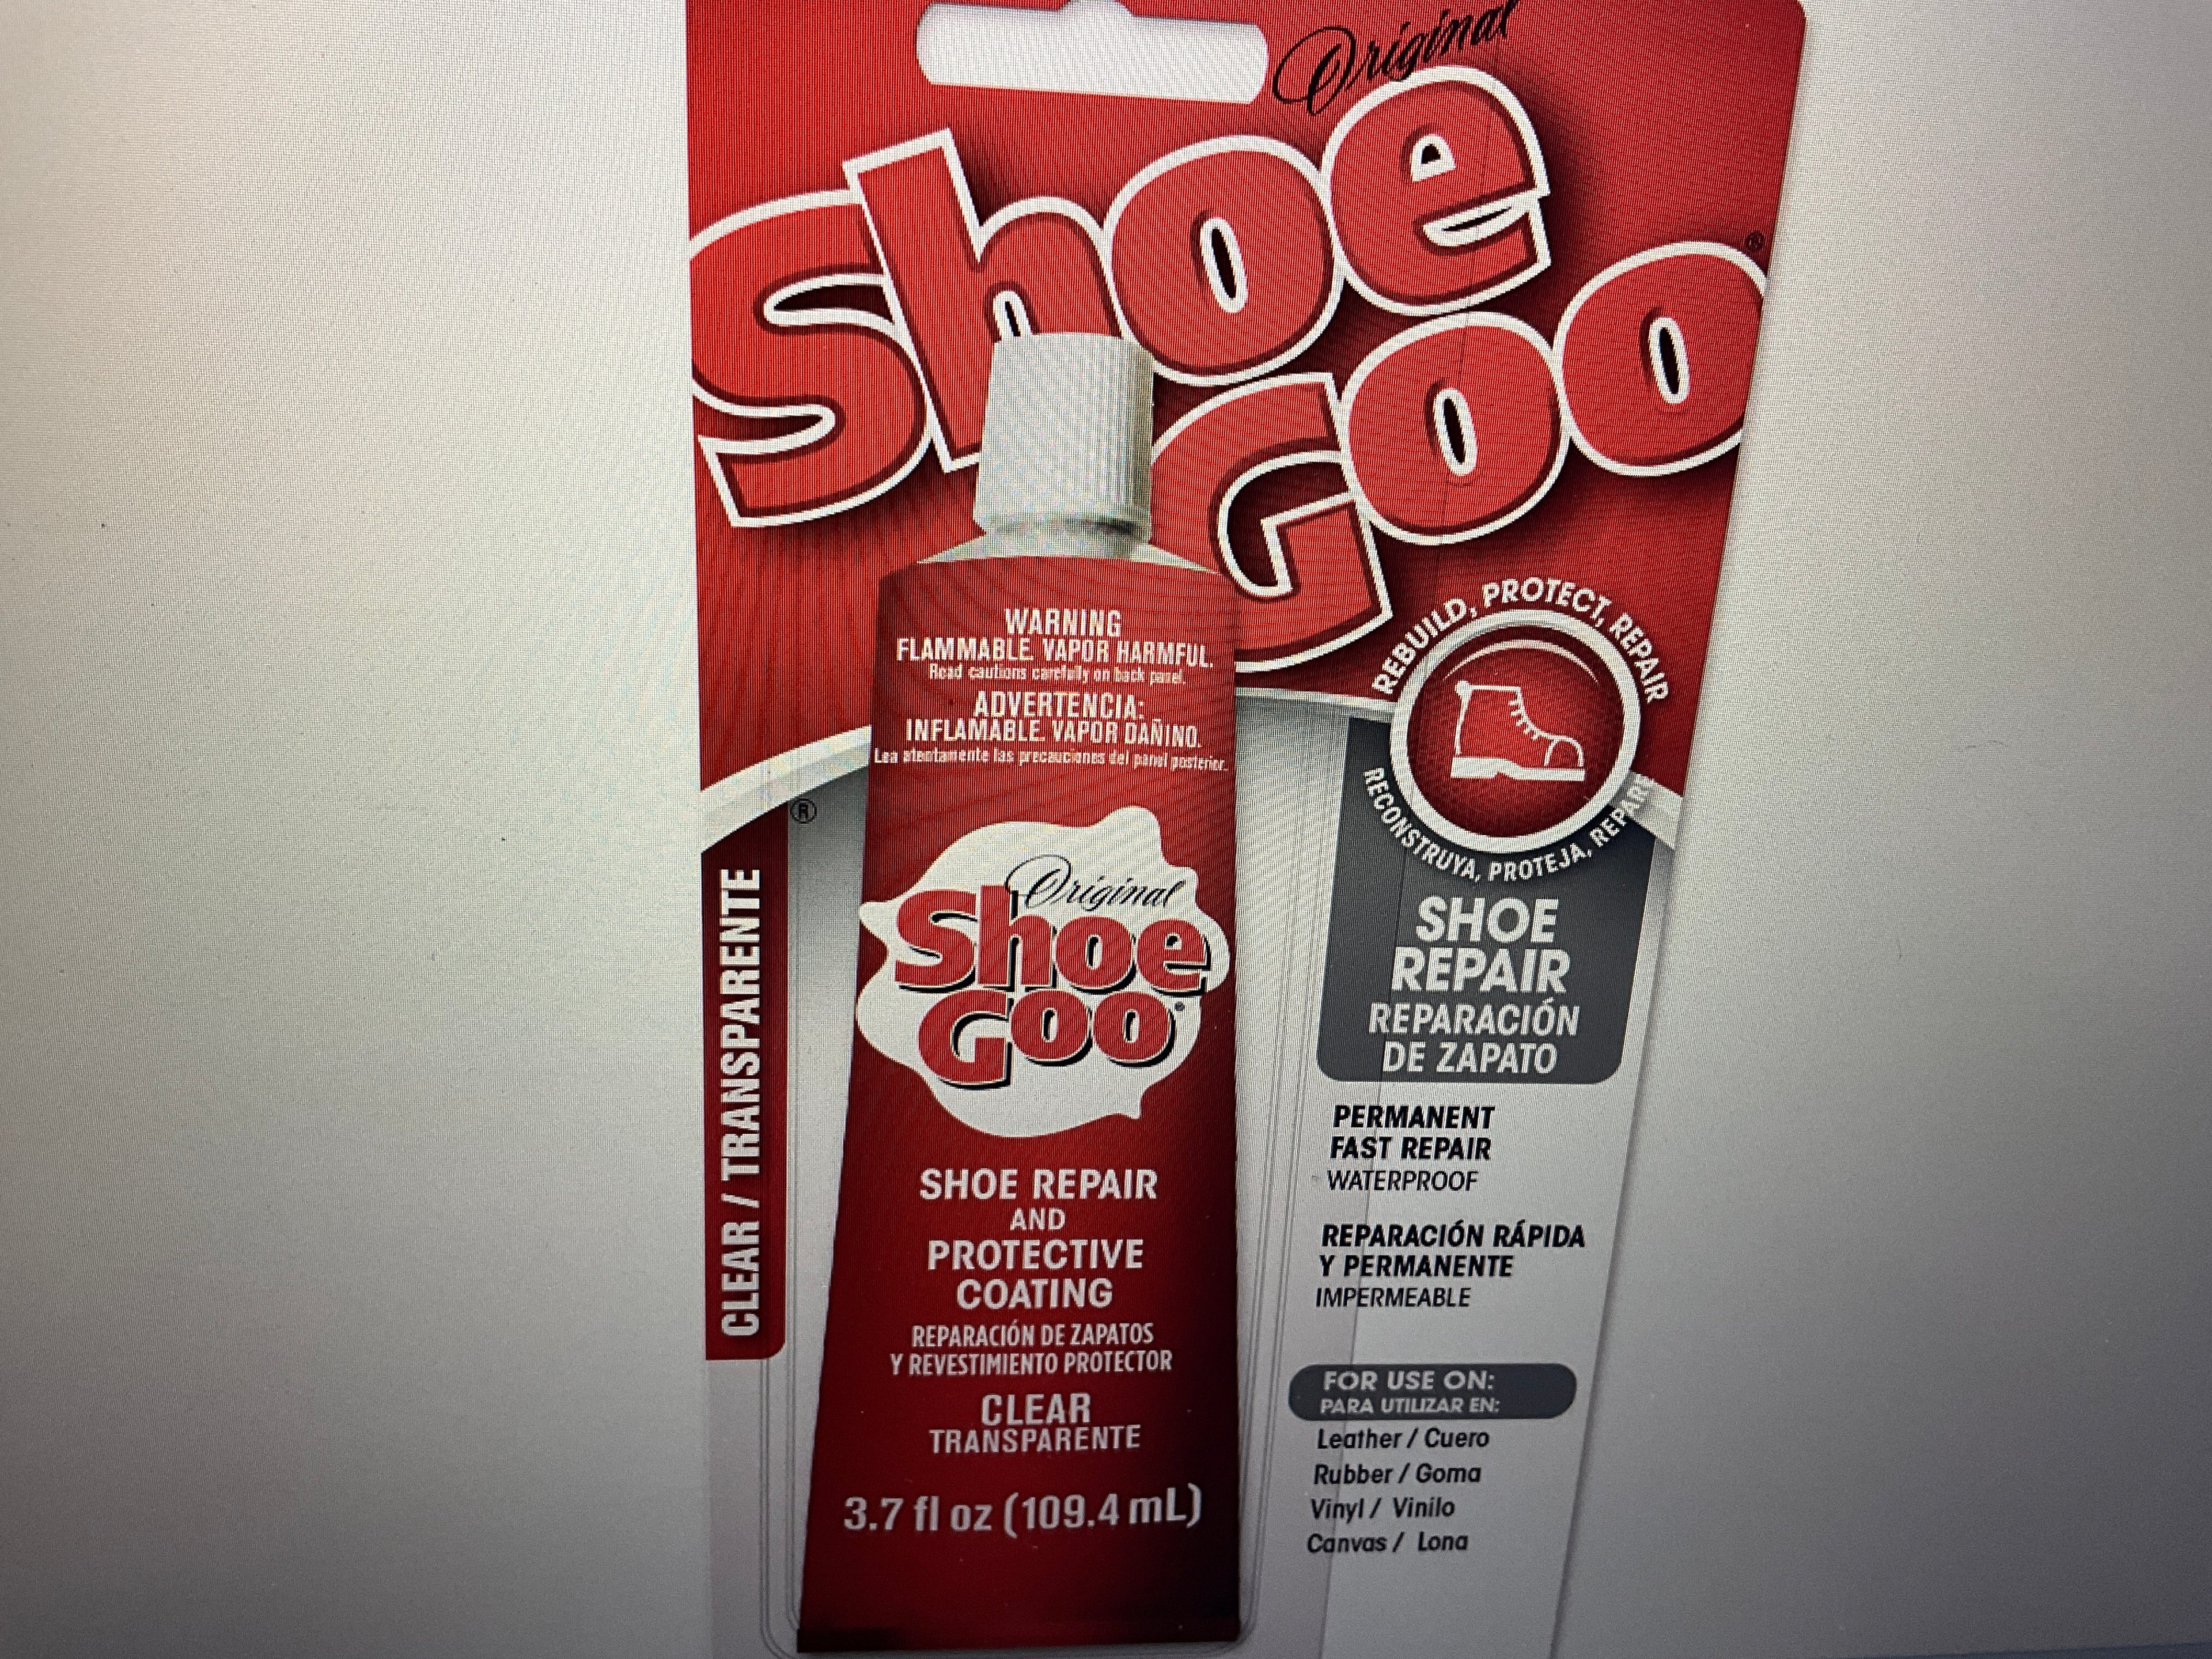 Original
Shoe
Goo®
WARNING
FLAMMABLE. VAPOR HARMFUL.
Read cautions carefully on back panel.
ADVERTENCIA:
INFLAMABLE. VAPOR DAÑINO.
Lea atentamente las precauciones del panel posterior.
®
CLEAR / TRANSPARENTE
Original
Shoe
Goo®
SHOE REPAIR
AND
PROTECTIVE
COATING
REPARACIÓN DE ZAPATOS
Y REVESTIMIENTO PROTECTOR
CLEAR
TRANSPARENTE
3.7 fl oz (109.4 mL)
REBUILD, PROTECT, REPAIR
RECONSTRUYA, PROTEJA, REPARE
SHOE
REPAIR
REPARACIÓN
DE ZAPATO
PERMANENT
FAST REPAIR
WATERPROOF
REPARACIÓN RÁPIDA
Y PERMANENTE
IMPERMEABLE
FOR USE ON:
PARA UTILIZAR EN:
Leather / Cuero
Rubber / Goma
Vinyl / Vinilo
Canvas / Lona